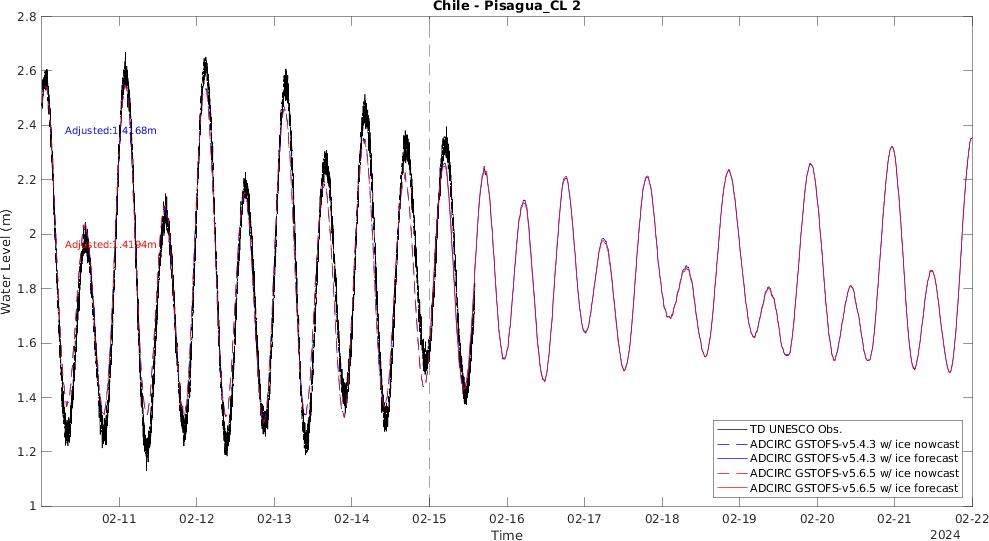 Chile - Pisagua_CL 2
2.8
2.6
2.4
2.2
2
1.8
1.6
1.4
1.2
1
Water Level (m)
Adjusted:1.4168m
Adjusted:1.4194m
TD UNESCO Obs.
ADCIRC GSTOFS-v5.4.3 w/ ice nowcast
ADCIRC GSTOFS-v5.4.3 w/ ice forecast
ADCIRC GSTOFS-v5.6.5 w/ ice nowcast
ADCIRC GSTOFS-v5.6.5 w/ ice forecast
02-11 02-12 02-13 02-14 02-15 02-16 02-17 02-18 02-19 02-20 02-21 02-22
Time
2024